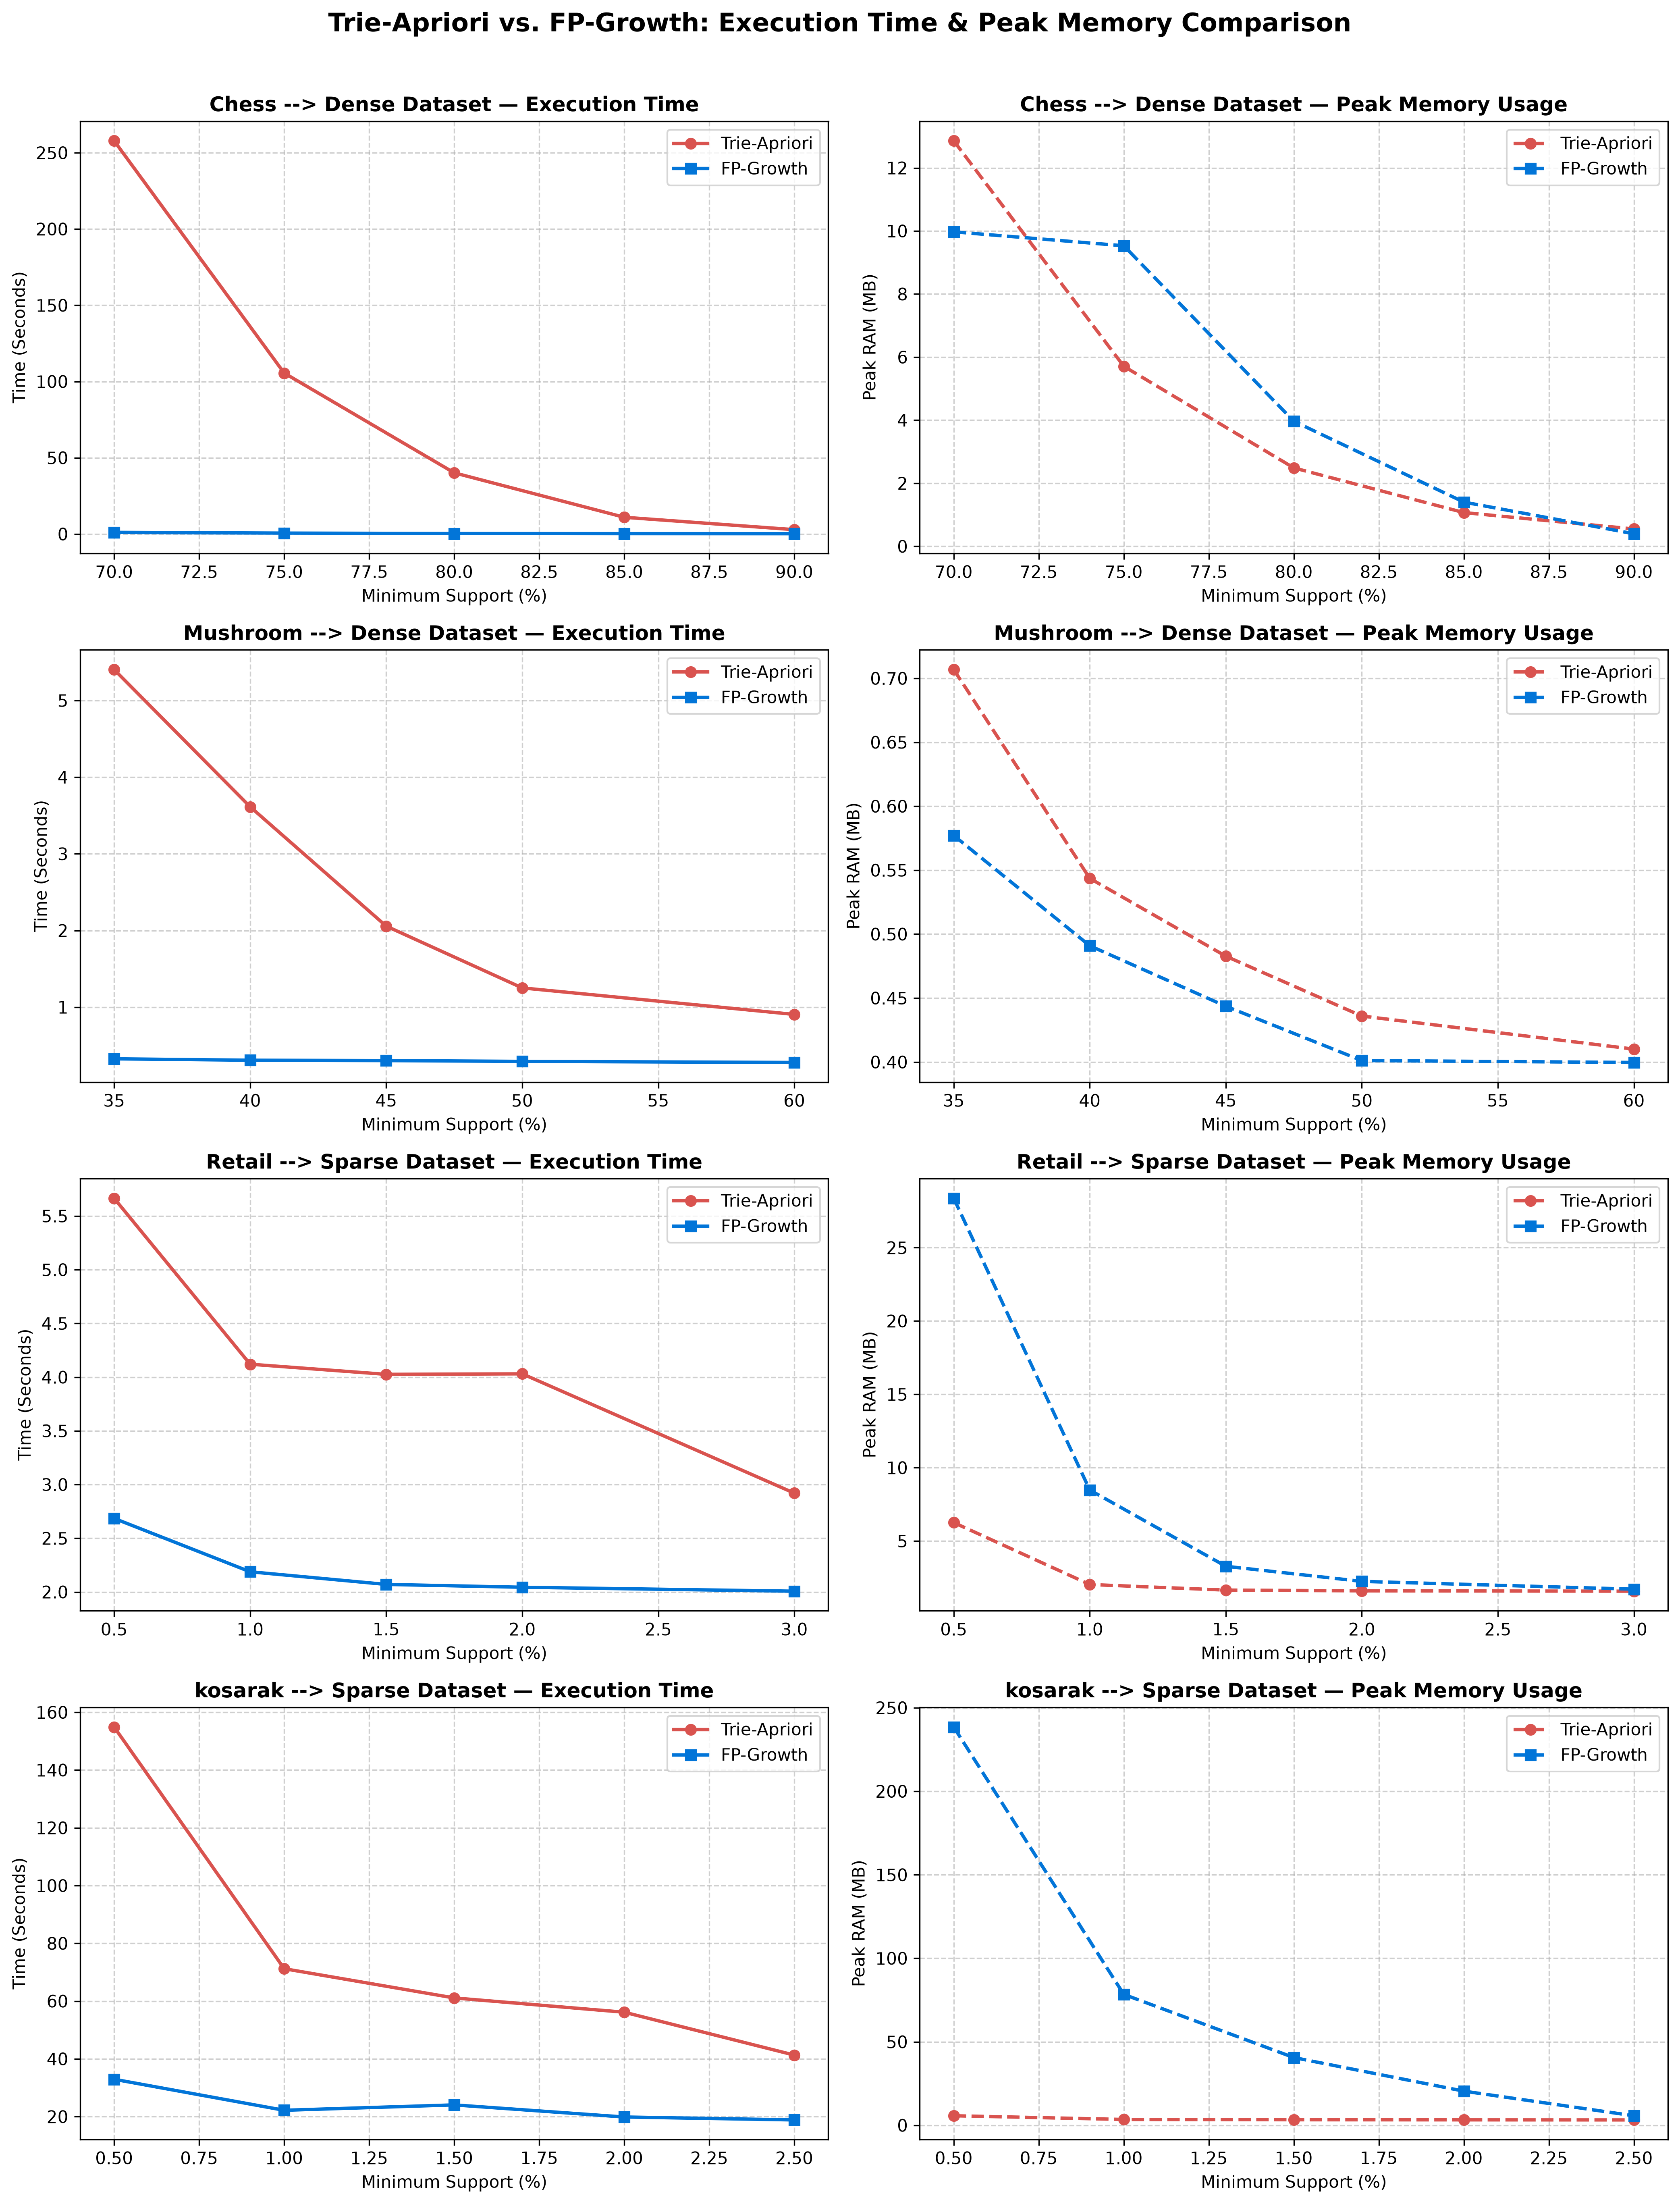 Trie-Apriori vs. FP-Growth: Execution Time & Peak Memory Comparison
Chess --> Dense Dataset — Execution Time
Time (Seconds)
250
200
150
100
50
0
70.0 72.5 75.0 77.5 80.0 82.5 85.0 87.5 90.0
Minimum Support (%)
Trie-Apriori
FP-Growth
Chess --> Dense Dataset — Peak Memory Usage
Peak RAM (MB)
12
10
8
6
4
2
0
70.0 72.5 75.0 77.5 80.0 82.5 85.0 87.5 90.0
Minimum Support (%)
Trie-Apriori
FP-Growth
Mushroom --> Dense Dataset — Execution Time
Time (Seconds)
5
4
3
2
1
35 40 45 50 55 60
Minimum Support (%)
Trie-Apriori
FP-Growth
Mushroom --> Dense Dataset — Peak Memory Usage
Peak RAM (MB)
0.70
0.65
0.60
0.55
0.50
0.45
0.40
35 40 45 50 55 60
Minimum Support (%)
Trie-Apriori
FP-Growth
Retail --> Sparse Dataset — Execution Time
Time (Seconds)
5.5
5.0
4.5
4.0
3.5
3.0
2.5
2.0
0.5 1.0 1.5 2.0 2.5 3.0
Minimum Support (%)
Trie-Apriori
FP-Growth
Retail --> Sparse Dataset — Peak Memory Usage
Peak RAM (MB)
25
20
15
10
5
0.5 1.0 1.5 2.0 2.5 3.0
Minimum Support (%)
Trie-Apriori
FP-Growth
kosarak --> Sparse Dataset — Execution Time
Time (Seconds)
160
140
120
100
80
60
40
20
0.50 0.75 1.00 1.25 1.50 1.75 2.00 2.25 2.50
Minimum Support (%)
Trie-Apriori
FP-Growth
kosarak --> Sparse Dataset — Peak Memory Usage
Peak RAM (MB)
250
200
150
100
50
0
0.50 0.75 1.00 1.25 1.50 1.75 2.00 2.25 2.50
Minimum Support (%)
Trie-Apriori
FP-Growth